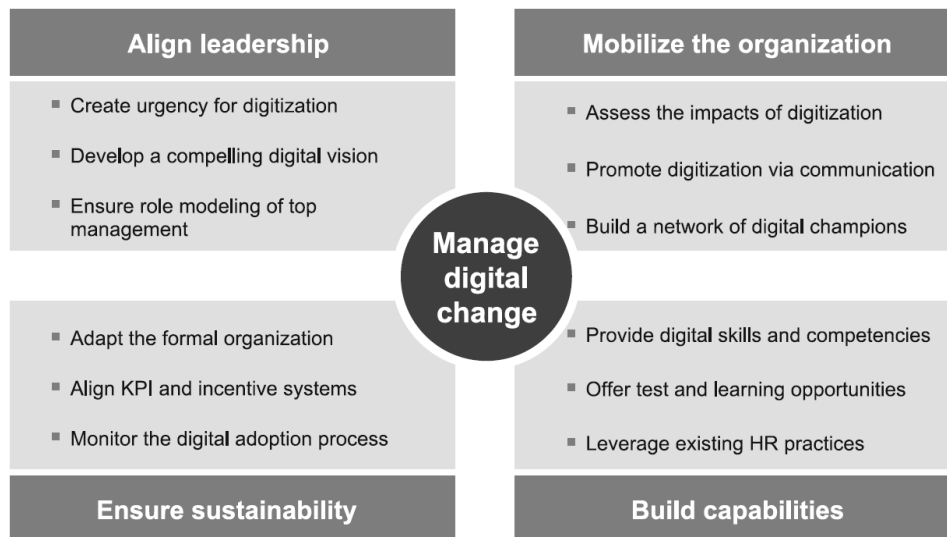 Align leadership
Create urgency for digitization
Develop a compelling digital vision
Ensure role modeling of top
management
Mobilize the organization
Assess the impacts of digitization
Promote digitization via communication
Build a network of digital champions
Manage
digital
change
Adapt the formal organization
Align KPI and incentive systems
Monitor the digital adoption process
Ensure sustainability
Provide digital skills and competencies
Offer test and learning opportunities
Leverage existing HR practices
Build capabilities